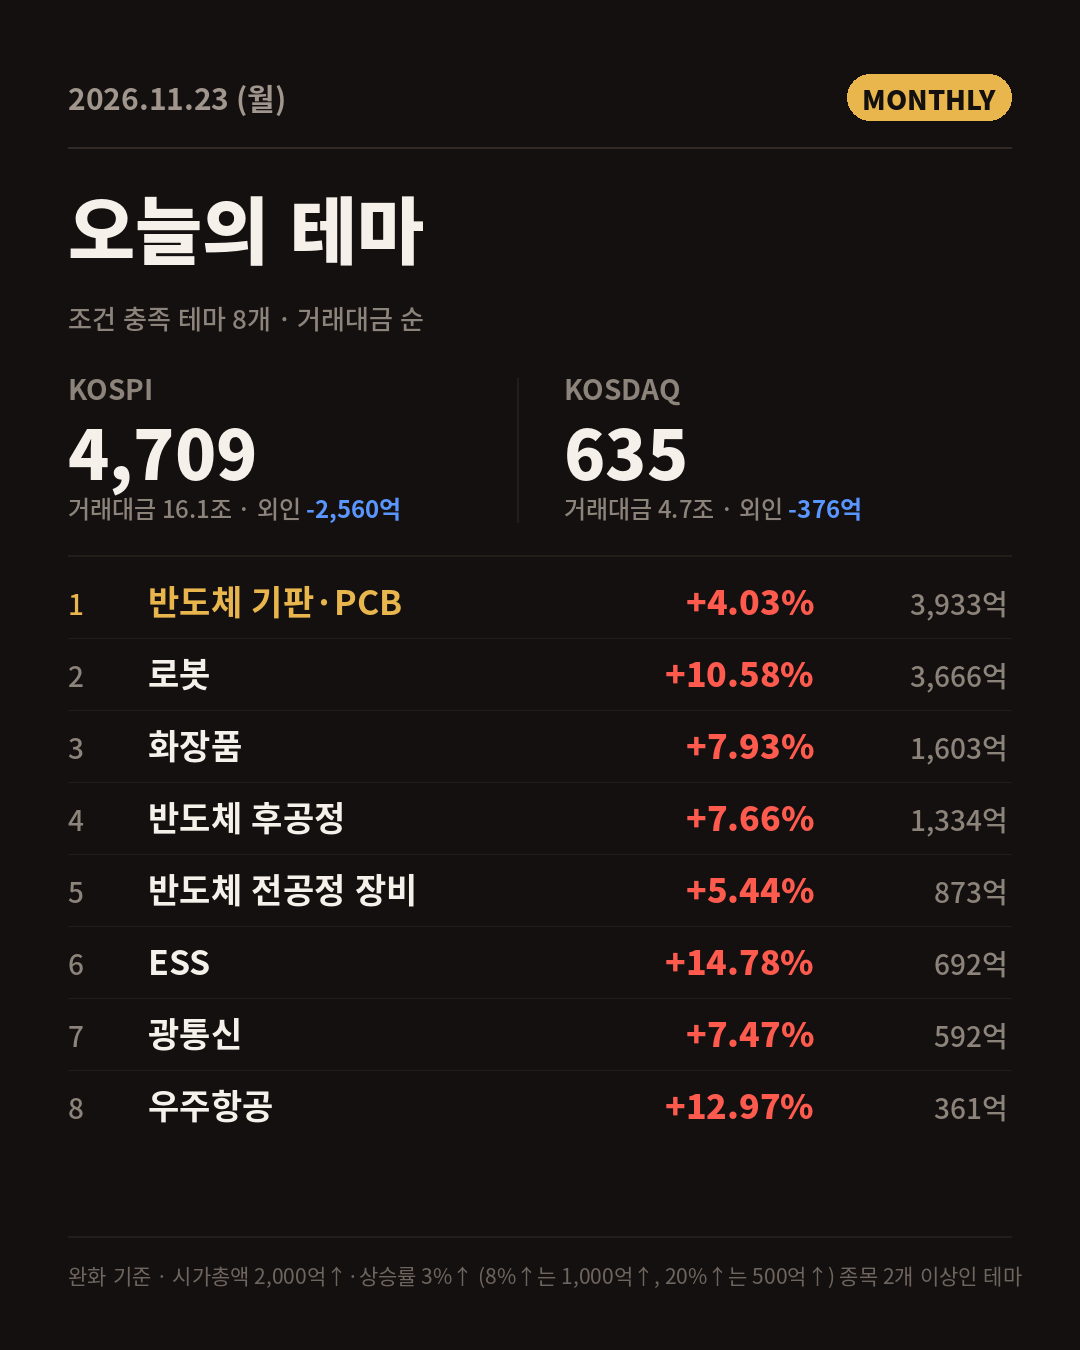 2026.11.23 (월) MONTHLY
오늘의 테마
조건 충족 테마 8개 · 거래대금 순
KOSPI KOSDAQ
4,709 635
거래대금 16.1조 · 외인 -2,560억 거래대금 4.7조 · 외인 -376억
1 반도체 기판·PCB +4.03% 3,933억
2 로봇 +10.58% 3,666억
3 화장품 +7.93% 1,603억
4 반도체 후공정 +7.66% 1,334억
5 반도체 전공정 장비 +5.44% 873억
6 ESS +14.78% 692억
7 광통신 +7.47% 592억
8 우주항공 +12.97% 361억
완화 기준 · 시가총액 2,000억↑·상승률 3%↑ (8%↑는 1,000억↑, 20%↑는 500억↑) 종목 2개 이상인 테마